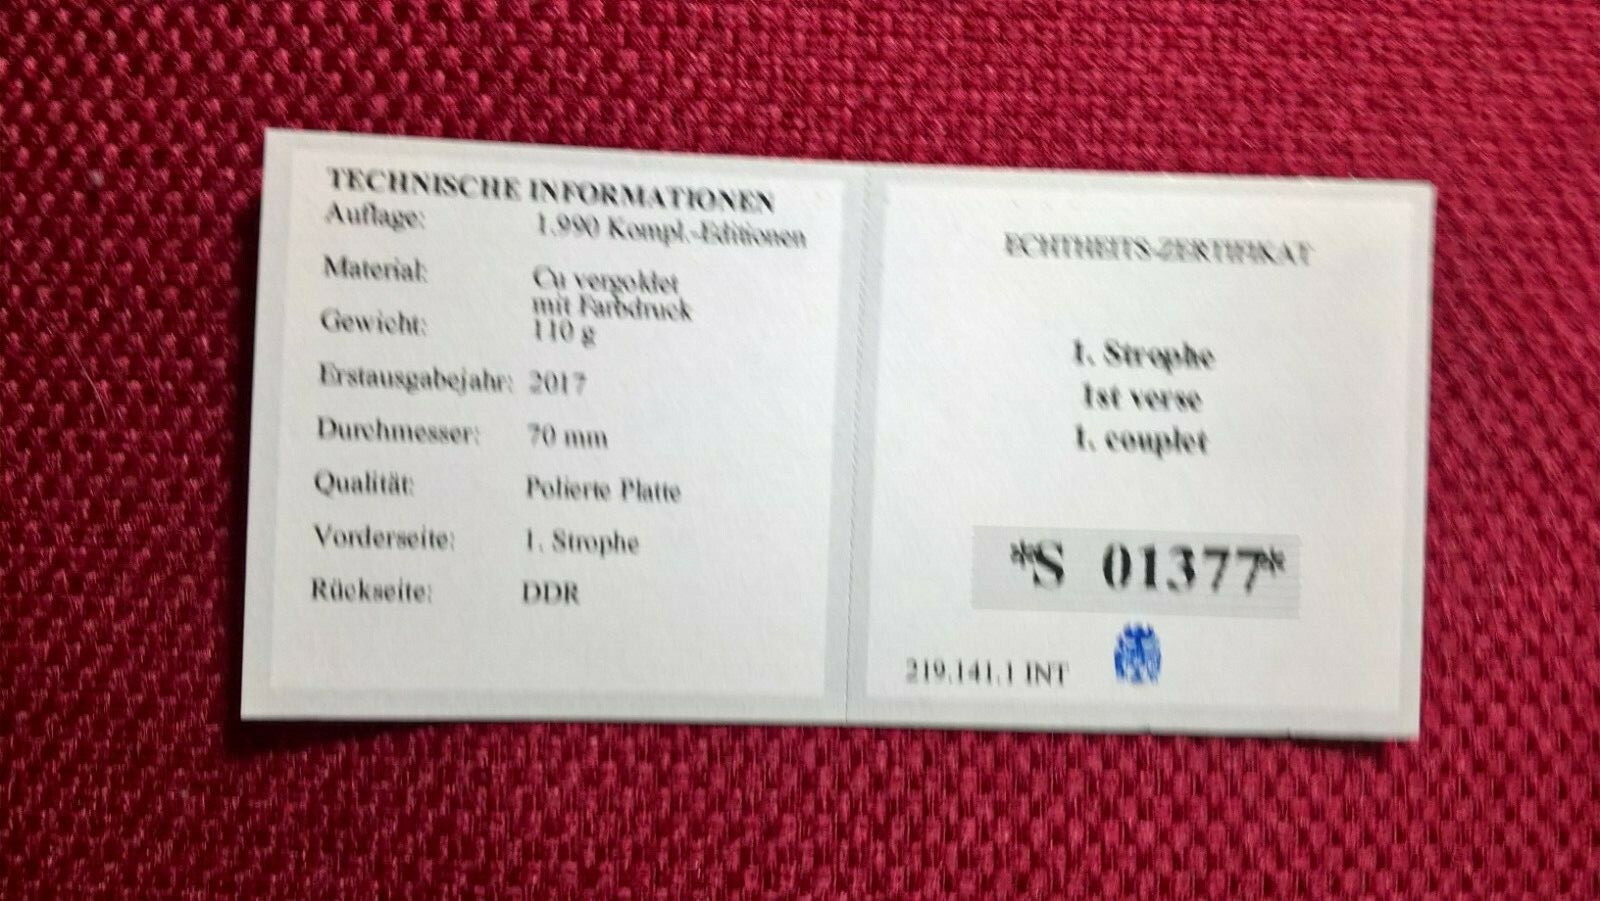 TECHNISCHE INFORMATIONEN
Auflage: 1.990 Kompl.-Editionen
Material: Cu vergoldet
mit Farbdruck
Gewicht: 110 g
Erstausgabejahr: 2017
Durchmesser: 70 mm
Qualität: Polierte Platte
Vorderseite: 1. Strophe
Rückseite: DDR
ECHTHEITS-ZERTIFIKAT
1. Strophe
1st verse
1. couplet
*S 01377*
219.141.1 INT